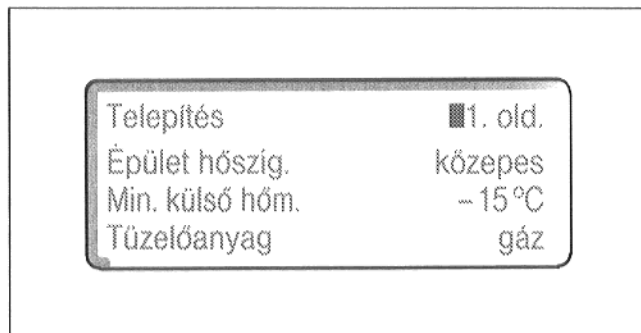 Telepítés 1. old.
Épület hőszig. közepes
Min. külső hőm. – 15 °C
Tüzelőanyag gáz